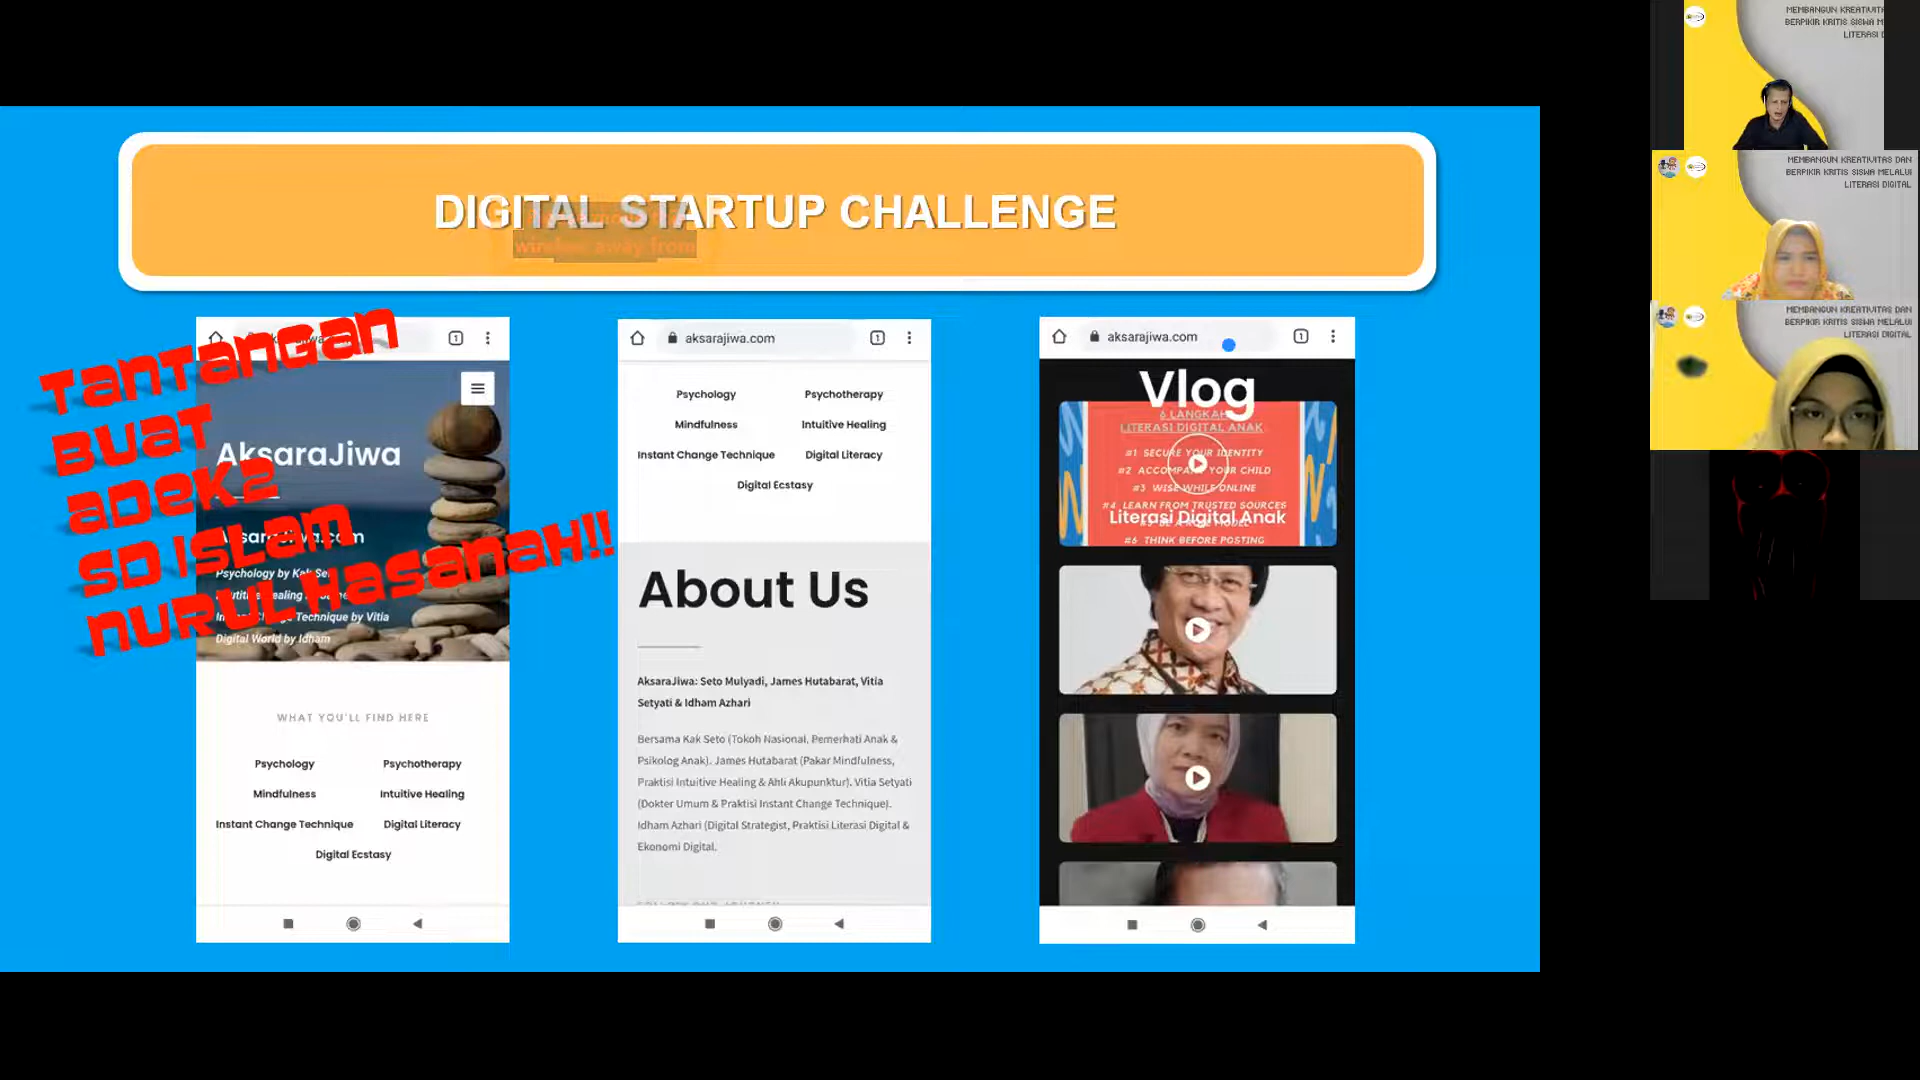 DIGITAL STARTUP CHALLENGE
window away from
TANTANGAN
BUAT
ADEK2
SD ISLAM
NURUL HASANAH!!
AksaraJiwa
Psychology by Kak Se
Change Technique by Vitia
Digital World by Idham
WHAT YOU'LL FIND HERE
Psychology Psychotherapy
Mindfulness Intuitive Healing
Instant Change Technique Digital Literacy
Digital Ecstasy
1
aksarajiwa.com 1
Psychology Psychotherapy
Mindfulness Intuitive Healing
Instant Change Technique Digital Literacy
Digital Ecstasy
About Us
AksaraJiwa: Seto Mulyadi, James Hutabarat, Vitia
Setyati & Idham Azhari
Bersama Kak Seto (Tokoh Nasional, Pemerhati Anak &
Psikolog Anak). James Hutabarat (Pakar Mindfulness,
Praktisi Intuitive Healing & Ahli Akupunktur). Vitia Setyati
(Dokter Umum & Praktisi Instant Change Technique).
Idham Azhari (Digital Strategist, Praktisi Literasi Digital &
Ekonomi Digital.
aksarajiwa.com 1
Vlog
6 LANGKAH
LITERASI DIGITAL ANAK
#1 SECURE YOUR IDENTITY
#2 ACCOMPANY YOUR CHILD
#3 WISE WHILE ONLINE
#4 LEARN FROM TRUSTED SOURCES
Literasi Digital Anak
#6 THINK BEFORE POSTING
MEMBANGUN KREATIVITA
BERPIKIR KRITIS SISWA M
LITERASI D
MEMBANGUN KREATIVITAS DAN
BERPIKIR KRITIS SISWA MELALUI
LITERASI DIGITAL
MEMBANGUN KREATIVITAS DAN
BERPIKIR KRITIS SISWA MELALUI
LITERASI DIGITAL